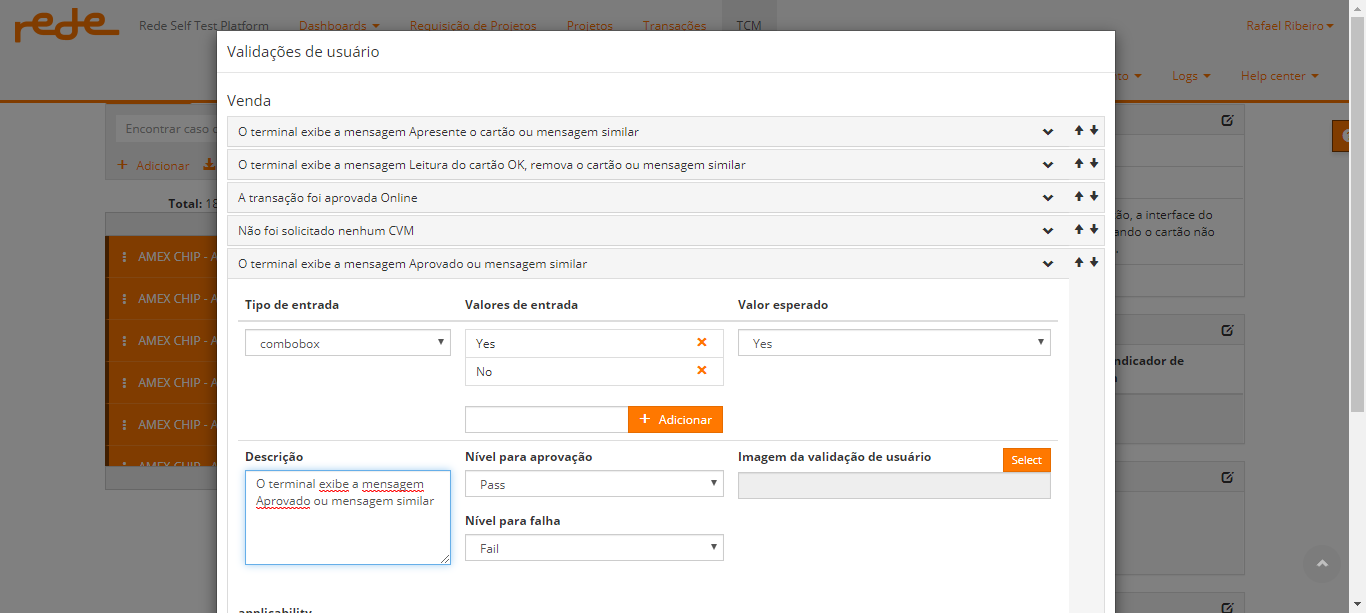 rede
Rede Self Test Platform
Dashboards
Requisição de Projetos
Projetos
Transações
TCM
Rafael Ribeiro
Logs
Help center
Validações de usuário
Venda
O terminal exibe a mensagem Apresente o cartão ou mensagem similar
O terminal exibe a mensagem Leitura do cartão OK, remova o cartão ou mensagem similar
A transação foi aprovada Online
Não foi solicitado nenhum CVM
O terminal exibe a mensagem Aprovado ou mensagem similar
Tipo de entrada
Valores de entrada
Valor esperado
combobox
Yes
Yes
No
+ Adicionar
Descrição
Nível para aprovação
Imagem da validação de usuário
Select
O terminal exibe a mensagem
Aprovado ou mensagem similar
Pass
Nível para falha
Fail
applicability
Encontrar caso
+ Adicionar
Total: 18
AMEX CHIP - A
AMEX CHIP - A
AMEX CHIP - A
AMEX CHIP - A
AMEX CHIP - A
AMEX CHIP - A
ão, a interface do
ando o cartão não
ndicador de